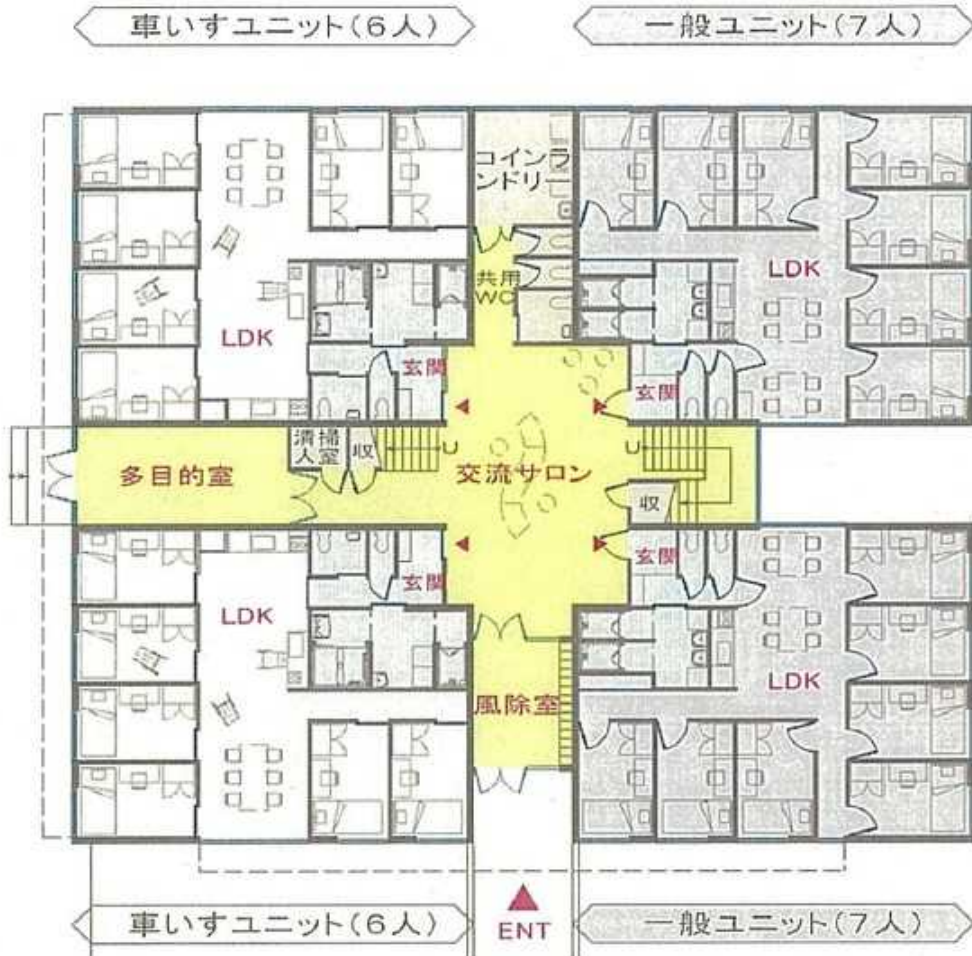 車いすユニット(6人)
一般ユニット(7人)
コインラ
ンドリー
共用
WC
LDK
LDK
玄関
玄関
清掃
人室
収
多目的室
交流サロン
収
玄関
玄関
LDK
LDK
風除室
車いすユニット(6人)
ENT
一般ユニット(7人)